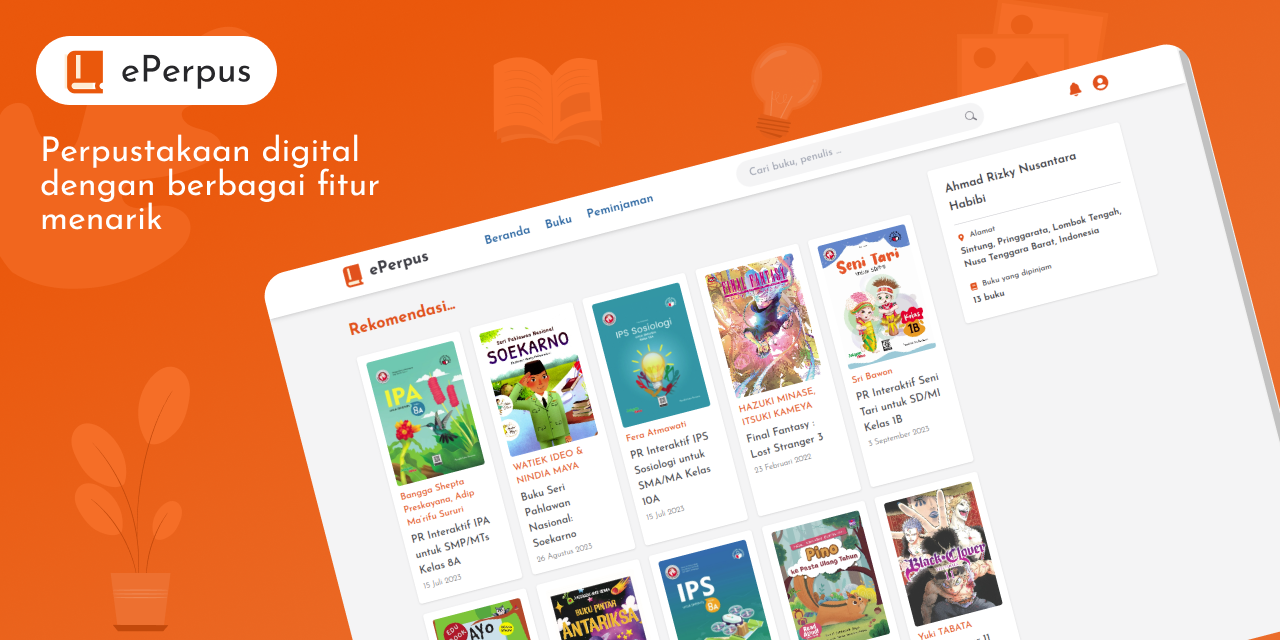 ePerpus
Perpustakaan digital
dengan berbagai fitur
menarik
ePerpus
Beranda
Buku
Peminjaman
Cari buku, penulis ...
Rekomendasi...
IPA
8A
Bangga Shepta
Preskayana, Adip
Ma'rifu Sururi
PR Interaktif IPA
untuk SMP/MTs
Kelas 8A
15 Juli 2023
Seri Pahlawan Nasional
SOEKARNO
WATIEK IDEO &
NINDIA MAYA
Buku Seri
Pahlawan
Nasional:
Soekarno
26 Agustus 2023
IPS Sosiologi
Fera Atmawati
PR Interaktif IPS
Sosiologi untuk
SMA/MA Kelas
10A
15 Juli 2023
FINAL FANTASY
HAZUKI MINASE,
ITSUKI KAMEYA
Final Fantasy :
Lost Stranger 3
23 Februari 2022
Seni Tari
Kelas
1B
Sri Bawon
PR Interaktif Seni
Tari untuk SD/MI
Kelas 1B
3 September 2023
Ahmad Rizky Nusantara
Habibi
Alamat
Sintung, Pringgarata, Lombok Tengah,
Nusa Tenggara Barat, Indonesia
Buku yang dipinjam
13 buku
EDU
BOOK
AYO
BUKU PINTAR
ANTARIKSA
IPS
8A
Pino
ke Pesta Ulang Tahun
Black Clover
Yuki TABATA